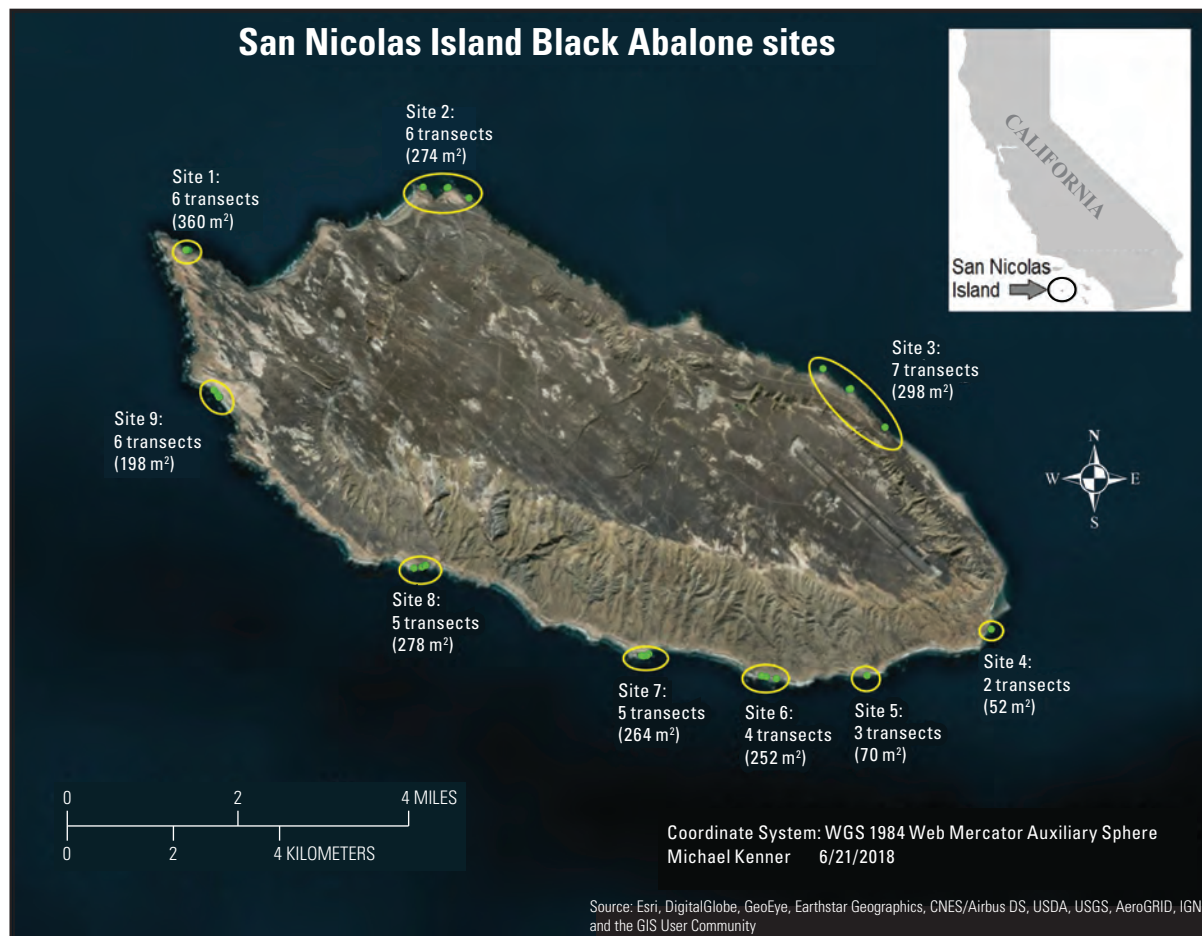 San Nicolas Island Black Abalone sites
CALIFORNIA
San Nicolas
Island
Site 1:
6 transects
(360 m²)
Site 2:
6 transects
(274 m²)
Site 3:
7 transects
(298 m²)
Site 9:
6 transects
(198 m²)
N
W E
S
Site 8:
5 transects
(278 m²)
Site 7:
5 transects
(264 m²)
Site 6:
4 transects
(252 m²)
Site 5:
3 transects
(70 m²)
Site 4:
2 transects
(52 m²)
0 2 4 MILES
0 2 4 KILOMETERS
Coordinate System: WGS 1984 Web Mercator Auxiliary Sphere
Michael Kenner 6/21/2018
Source: Esri, DigitalGlobe, GeoEye, Earthstar Geographics, CNES/Airbus DS, USDA, USGS, AeroGRID, IGN
and the GIS User Community